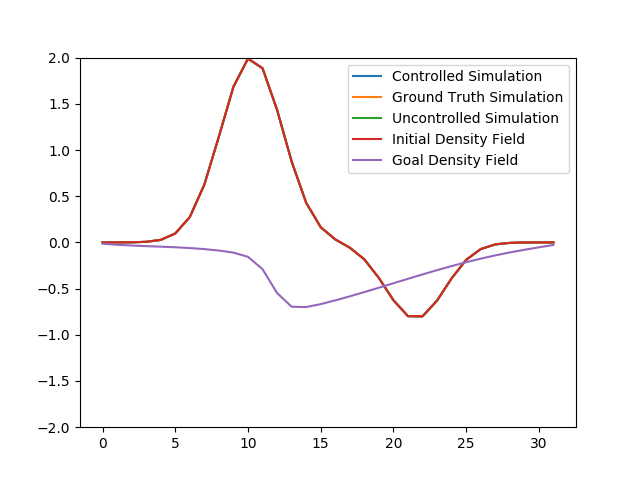 2.0
1.5
1.0
0.5
0.0
−0.5
−1.0
−1.5
−2.0
0 5 10 15 20 25 30
Controlled Simulation
Ground Truth Simulation
Uncontrolled Simulation
Initial Density Field
Goal Density Field